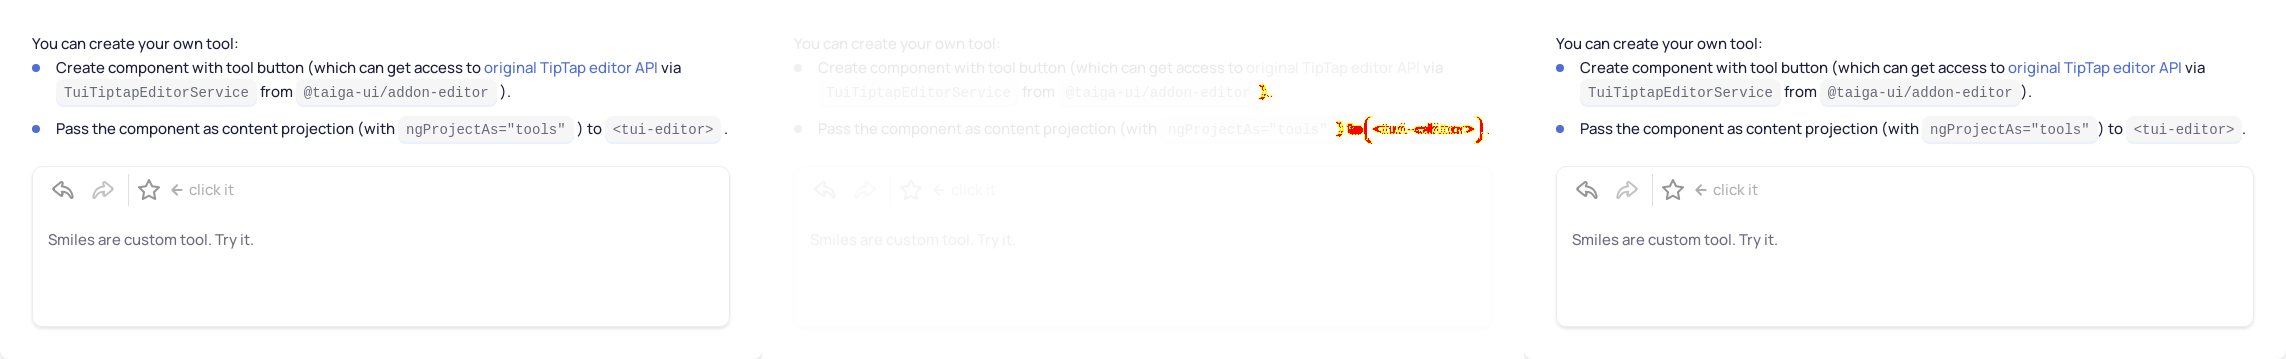 You can create your own tool:
Create component with tool button (which can get access to original TipTap editor API via
TuiTiptapEditorService from @taiga-ui/addon-editor ).
Pass the component as content projection (with ngProjectAs="tools" ) to <tui-editor> .
← click it
Smiles are custom tool. Try it.
You can create your own tool:
Create component with tool button (which can get access to original TipTap editor API via
TuiTiptapEditorService from @taiga-ui/addon-editor ).
Pass the component as content projection (with ngProjectAs="tools" ) to <tui-editor> .
← click it
Smiles are custom tool. Try it.
You can create your own tool:
Create component with tool button (which can get access to original TipTap editor API via
TuiTiptapEditorService from @taiga-ui/addon-editor ).
Pass the component as content projection (with ngProjectAs="tools" ) to <tui-editor> .
← click it
Smiles are custom tool. Try it.